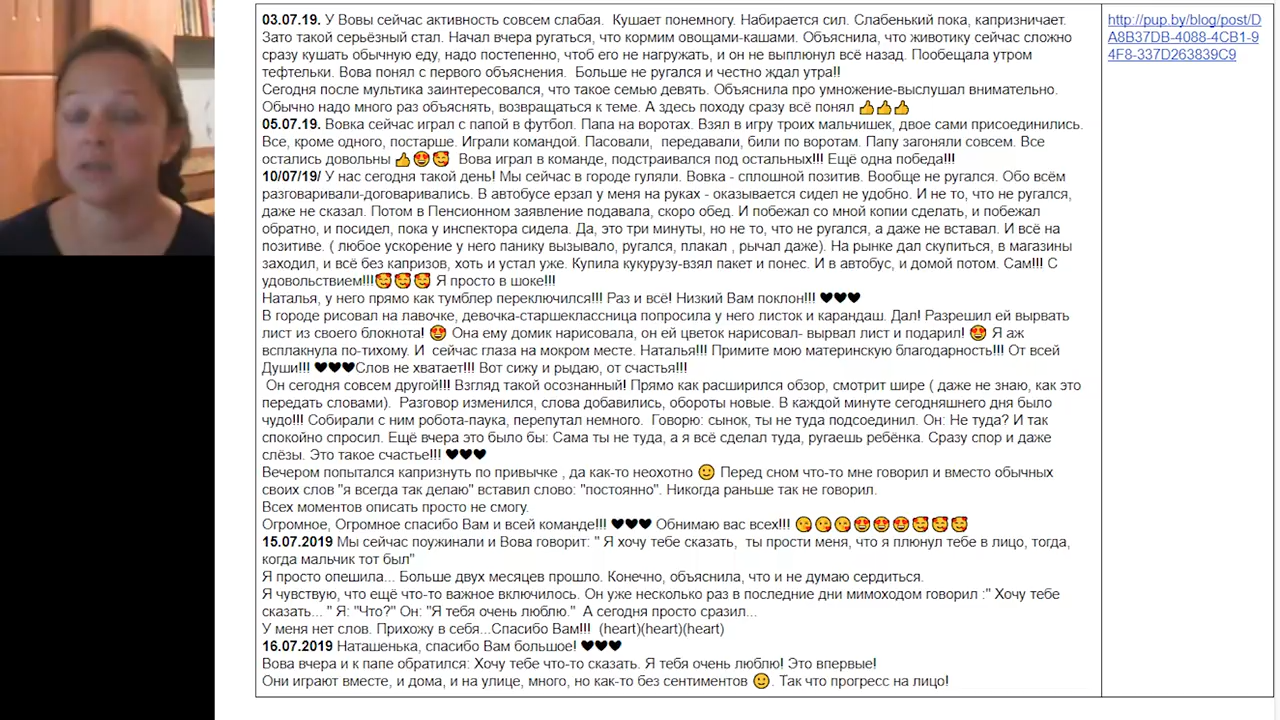 03.07.19. У Вовы сейчас активность совсем слабая. Кушает понемногу. Набирается сил. Слабенький пока, капризничает.
Зато такой серьёзный стал. Начал вчера ругаться, что кормим овощами-кашами. Объяснила, что животику сейчас сложно
сразу кушать обычную еду, надо постепенно, чтоб его не нагружать, и он не выплюнул всё назад. Пообещала утром
тефтельки. Вова понял с первого объяснения. Больше не ругался и честно ждал утра!!
Сегодня после мультика заинтересовался, что такое семью девять. Объяснила про умножение-выслушал внимательно.
Обычно надо много раз объяснять, возвращаться к теме. А здесь походу сразу всё понял 👍👍👍
05.07.19. Вовка сейчас играл с папой в футбол. Папа на воротах. Взял в игру троих мальчишек, двое сами присоединились.
Все, кроме одного, постарше. Играли командой. Пасовали, передавали, били по воротам. Папу загоняли совсем. Все
остались довольны 👍😍🥰 Вова играл в команде, подстраивался под остальных!!! Ещё одна победа!!!
10/07/19/ У нас сегодня такой день! Мы сейчас в городе гуляли. Вовка - сплошной позитив. Вообще не ругался. Обо всём
разговаривали-договаривались. В автобусе ерзал у меня на руках - оказывается сидел не удобно. И не то, что не ругался,
даже не сказал. Потом в Пенсионном заявление подавала, скоро обед. И побежал со мной копии сделать, и побежал
обратно, и посидел, пока у инспектора сидела. Да, это три минуты, но не то, что не ругался, а даже не вставал. И всё на
позитиве. ( любое ускорение у него панику вызывало, ругался, плакал , рычал даже). На рынке дал скупиться, в магазины
заходил, и всё без капризов, хоть и устал уже. Купила кукурузу-взял пакет и понес. И в автобус, и домой потом. Сам!!! С
удовольствием!!!🥰🥰🥰 Я просто в шоке!!!
Наталья, у него прямо как тумблер переключился!!! Раз и всё! Низкий Вам поклон!!! ♥♥♥
В городе рисовал на лавочке, девочка-старшеклассница попросила у него листок и карандаш. Дал! Разрешил ей вырвать
лист из своего блокнота! 😍 Она ему домик нарисовала, он ей цветок нарисовал- вырвал лист и подарил! 😍 Я аж
всплакнула по-тихому. И сейчас глаза на мокром месте. Наталья!!! Примите мою материнскую благодарность!!! От всей
Души!!! ♥♥♥Слов не хватает!!! Вот сижу и рыдаю, от счастья!!!
Он сегодня совсем другой!!! Взгляд такой осознанный! Прямо как расширился обзор, смотрит шире ( даже не знаю, как это
передать словами). Разговор изменился, слова добавились, обороты новые. В каждой минуте сегодняшнего дня было
чудо!!! Собирали с ним робота-паука, перепутал немного. Говорю: сынок, ты не туда подсоединил. Он: Не туда? И так
спокойно спросил. Ещё вчера это было бы: Сама ты не туда, а я всё сделал туда, ругаешь ребёнка. Сразу спор и даже
слёзы. Это такое счастье!!! ♥♥♥
Вечером попытался капризнуть по привычке , да как-то неохотно 🙂 Перед сном что-то мне говорил и вместо обычных
своих слов "я всегда так делаю" вставил слово: "постоянно". Никогда раньше так не говорил.
Всех моментов описать просто не смогу.
Огромное, Огромное спасибо Вам и всей команде!!! ♥♥♥ Обнимаю вас всех!!! 😘😘😘😍😍😍🥰🥰🥰
15.07.2019 Мы сейчас поужинали и Вова говорит: " Я хочу тебе сказать, ты прости меня, что я плюнул тебе в лицо, тогда,
когда мальчик тот был"
Я просто опешила... Больше двух месяцев прошло. Конечно, объяснила, что и не думаю сердиться.
Я чувствую, что ещё что-то важное включилось. Он уже несколько раз в последние дни мимоходом говорил :" Хочу тебе
сказать... " Я: "Что?" Он: "Я тебя очень люблю." А сегодня просто сразил...
У меня нет слов. Прихожу в себя...Спасибо Вам!!! (heart)(heart)(heart)
16.07.2019 Наташенька, спасибо Вам большое! ♥♥♥
Вова вчера и к папе обратился: Хочу тебе что-то сказать. Я тебя очень люблю! Это впервые!
Они играют вместе, и дома, и на улице, много, но как-то без сентиментов 🙂. Так что прогресс на лицо!
http://pup.by/blog/post/D
A8B37DB-4088-4CB1-9
4F8-337D263839C9